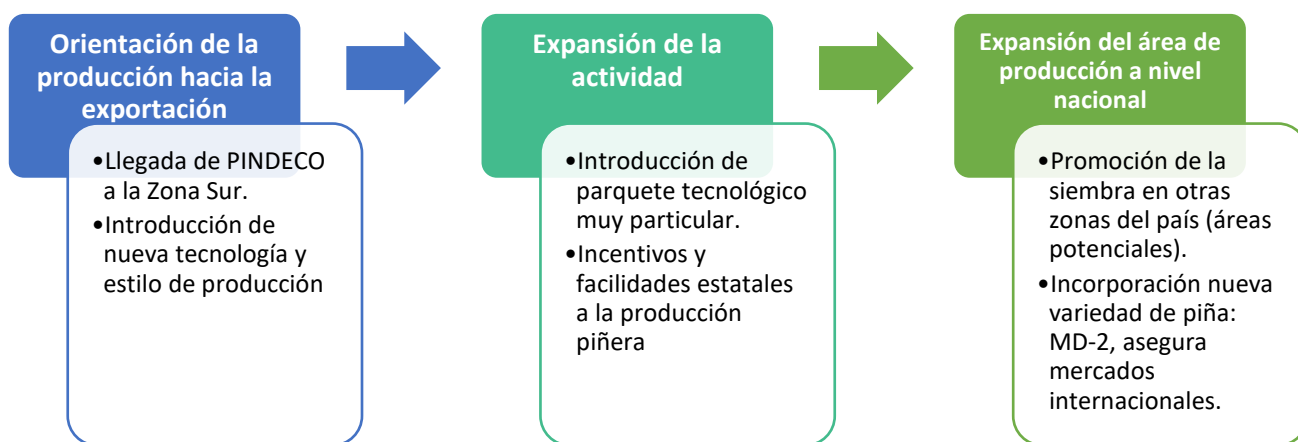 Orientación de la
producción hacia la
exportación
•Llegada de PINDECO
a la Zona Sur.
•Introducción de
nueva tecnología y
estilo de producción
Expansión de la
actividad
•Introducción de
parquete tecnológico
muy particular.
•Incentivos y
facilidades estatales
a la producción
piñera
Expansión del área de
producción a nivel
nacional
•Promoción de la
siembra en otras
zonas del país (áreas
potenciales).
•Incorporación nueva
variedad de piña:
MD-2, asegura
mercados
internacionales.